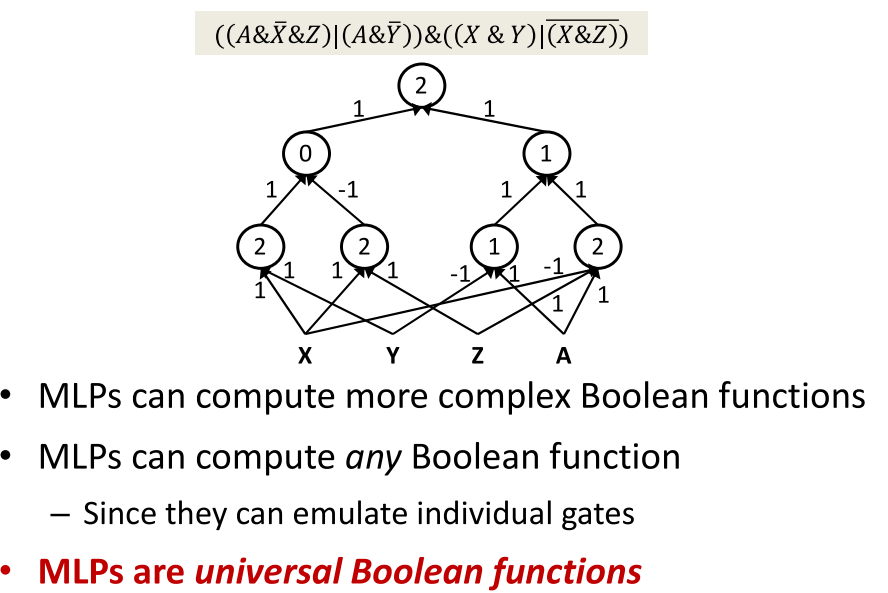 ((A&X̅&Z)|(A&Y̅))&((X & Y)|\overline{(X&Z)})
2
1 1
0 1
1 -1 1 1
2 2 1 2
1 1 1 1 -1 1 -1 1 1
X Y Z A
• MLPs can compute more complex Boolean functions
• MLPs can compute any Boolean function
– Since they can emulate individual gates
• MLPs are universal Boolean functions